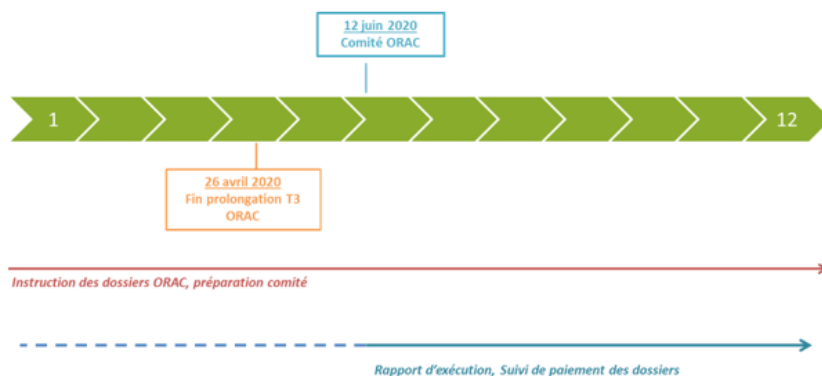 12 juin 2020
Comité ORAC
1
12
26 avril 2020
Fin prolongation T3
ORAC
Instruction des dossiers ORAC, préparation comité
Rapport d'exécution, Suivi de paiement des dossiers